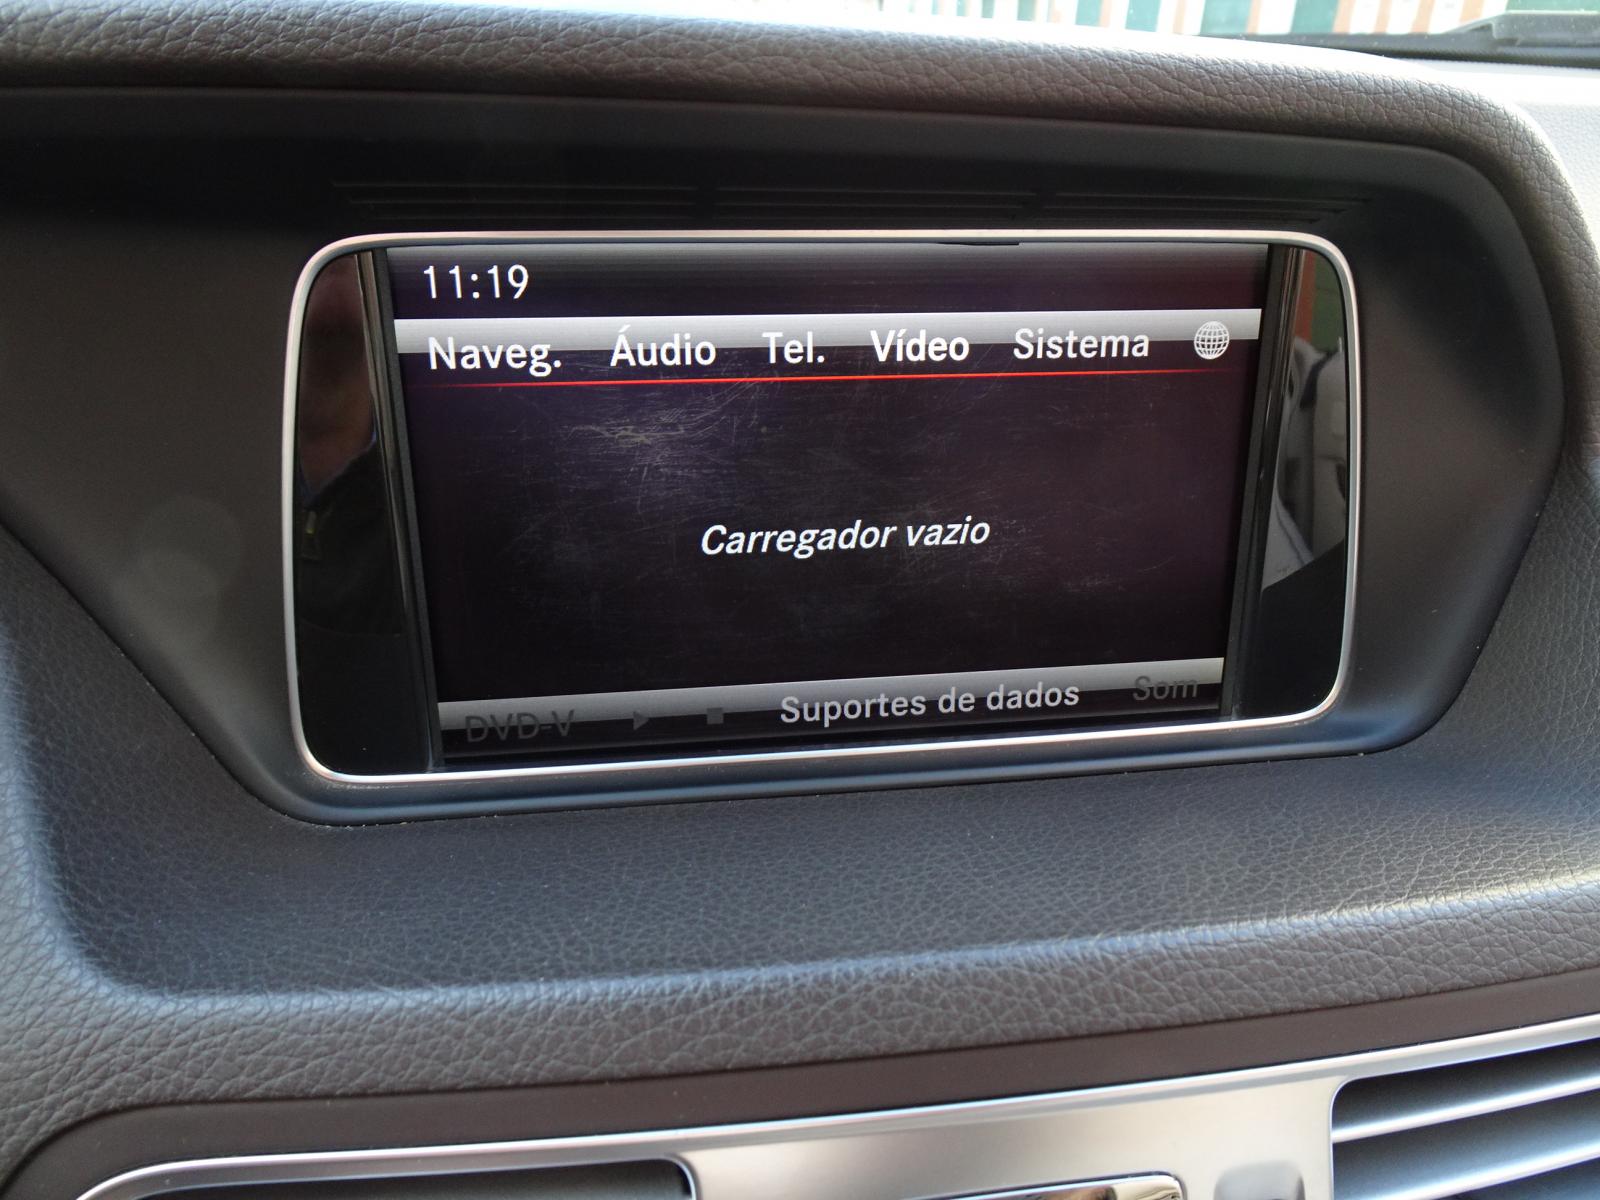 11:19
Naveg. Áudio Tel. Vídeo Sistema
Carregador vazio
DVD-V Suportes de dados Som